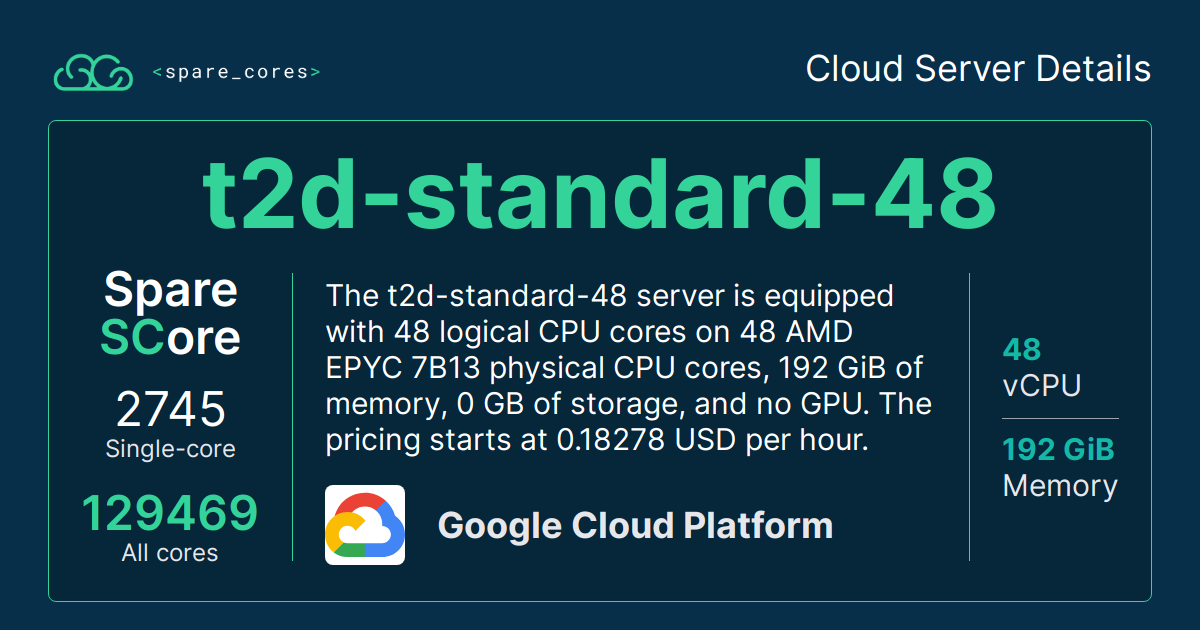 <spare_cores>
Cloud Server Details
t2d-standard-48
Spare
SCore
2745
Single-core
129469
All cores
The t2d-standard-48 server is equipped
with 48 logical CPU cores on 48 AMD
EPYC 7B13 physical CPU cores, 192 GiB of
memory, 0 GB of storage, and no GPU. The
pricing starts at 0.18278 USD per hour.
Google Cloud Platform
48
vCPU
192 GiB
Memory